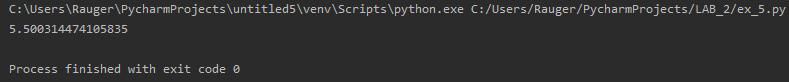 C:\Users\Rauger\PycharmProjects\untitled5\venv\Scripts\python.exe C:/Users/Rauger/PycharmProjects/LAB_2/ex_5.py
5.500314474105835
Process finished with exit code 0